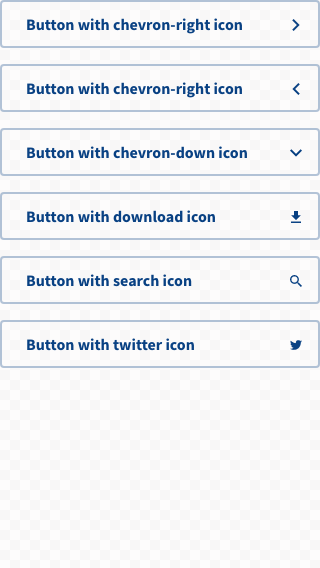 Button with chevron-right icon
Button with chevron-right icon
Button with chevron-down icon
Button with download icon
Button with search icon
Button with twitter icon